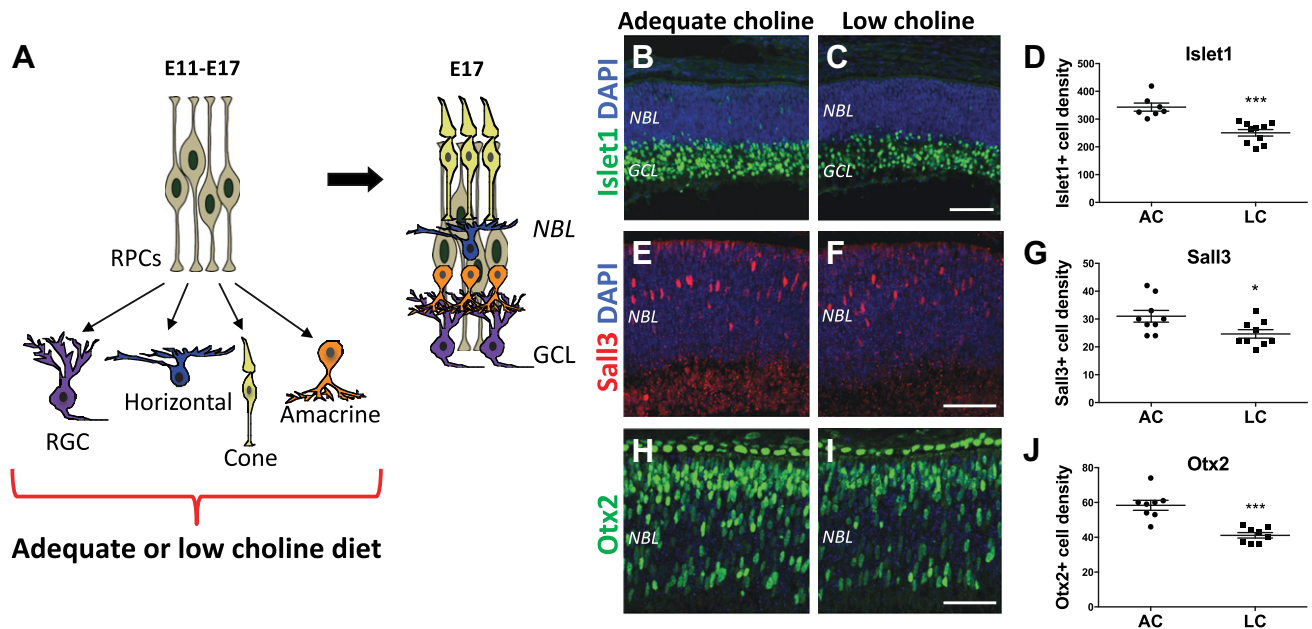 A
E11-E17
E17
RPCs
NBL
GCL
RGC
Horizontal
Cone
Amacrine
Adequate or low choline diet
Adequate choline
Low choline
Islet1 DAPI
B
NBL
GCL
C
D
Islet1
Islet1+ cell density
500
400
300
200
100
0
***
AC
LC
Sall3 DAPI
E
NBL
F
NBL
G
Sall3
Sall3+ cell density
50
40
30
20
10
0
*
AC
LC
Otx2
H
NBL
I
NBL
J
Otx2
Otx2+ cell density
80
60
40
20
0
***
AC
LC